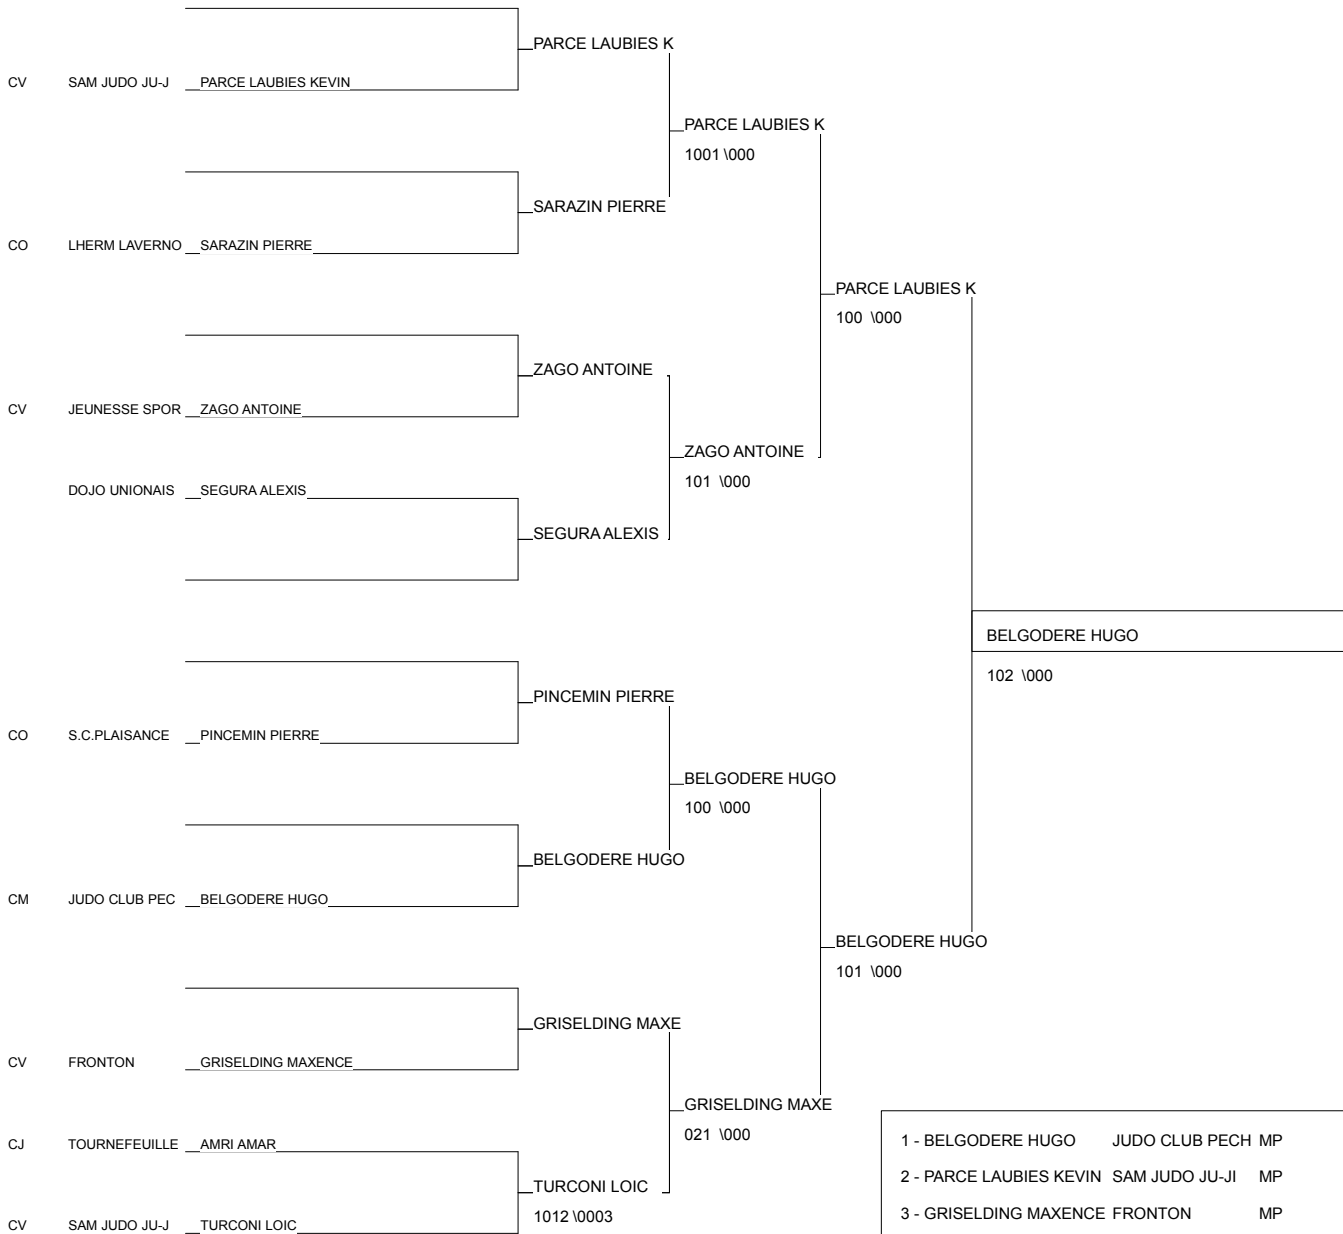 PARCE LAUBIES K
CV SAM JUDO JU-J PARCE LAUBIES KEVIN
PARCE LAUBIES K
1001 \000
SARAZIN PIERRE
CO LHERM LAVERNO SARAZIN PIERRE
PARCE LAUBIES K
100 \000
ZAGO ANTOINE
CV JEUNESSE SPOR ZAGO ANTOINE
ZAGO ANTOINE
101 \000
DOJO UNIONAIS SEGURA ALEXIS
SEGURA ALEXIS
BELGODERE HUGO
102 \000
PINCEMIN PIERRE
CO S.C.PLAISANCE PINCEMIN PIERRE
BELGODERE HUGO
100 \000
BELGODERE HUGO
CM JUDO CLUB PEC BELGODERE HUGO
BELGODERE HUGO
101 \000
GRISELDING MAXE
CV FRONTON GRISELDING MAXENCE
GRISELDING MAXE
021 \000
CJ TOURNEFEUILLE AMRI AMAR
TURCONI LOIC
1012 \0003
CV SAM JUDO JU-J TURCONI LOIC
1 - BELGODERE HUGO JUDO CLUB PECH MP
2 - PARCE LAUBIES KEVIN SAM JUDO JU-JI MP
3 - GRISELDING MAXENCE FRONTON MP